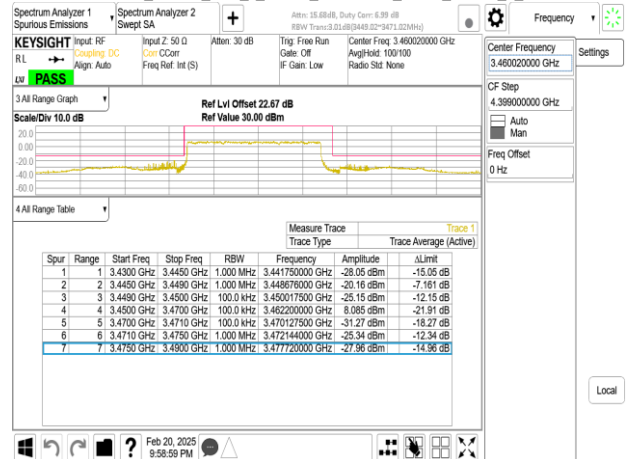 Spectrum Analyzer 1
Spurious Emissions
Spectrum Analyzer 2
Swept SA
Attn: 15.68dB, Duty Corr: 6.99 dB
RBW Trans:3.01dB(3449.02~3471.02MHz)
Frequency
KEYSIGHT
RL
LXI
PASS
Input: RF
Coupling: DC
Align: Auto
Input Z: 50 Ω
Corr CCorr
Freq Ref: Int (S)
Atten: 30 dB
Trig: Free Run
Gate: Off
IF Gain: Low
Center Freq: 3.460020000 GHz
Avg|Hold: 100/100
Radio Std: None
Center Frequency
3.460020000 GHz
Settings
CF Step
4.399000000 GHz
Auto
Man
Freq Offset
0 Hz
3 All Range Graph
Scale/Div 10.0 dB
Ref Lvl Offset 22.67 dB
Ref Value 30.00 dBm
20.0
0.00
-20.0
-40.0
-60.0
4 All Range Table
Measure Trace Trace 1
Trace Type Trace Average (Active)
Spur Range Start Freq Stop Freq RBW Frequency Amplitude ΔLimit
1 1 3.4300 GHz 3.4450 GHz 1.000 MHz 3.441750000 GHz -28.05 dBm -15.05 dB
2 2 3.4450 GHz 3.4490 GHz 1.000 MHz 3.448676000 GHz -20.16 dBm -7.161 dB
3 3 3.4490 GHz 3.4500 GHz 100.0 kHz 3.450017500 GHz -25.15 dBm -12.15 dB
4 4 3.4500 GHz 3.4700 GHz 100.0 kHz 3.462200000 GHz 8.085 dBm -21.91 dB
5 5 3.4700 GHz 3.4710 GHz 100.0 kHz 3.470127500 GHz -31.27 dBm -18.27 dB
6 6 3.4710 GHz 3.4750 GHz 1.000 MHz 3.472144000 GHz -25.34 dBm -12.34 dB
7 7 3.4750 GHz 3.4900 GHz 1.000 MHz 3.477720000 GHz -27.96 dBm -14.96 dB
Local
Feb 20, 2025
9:58:59 PM